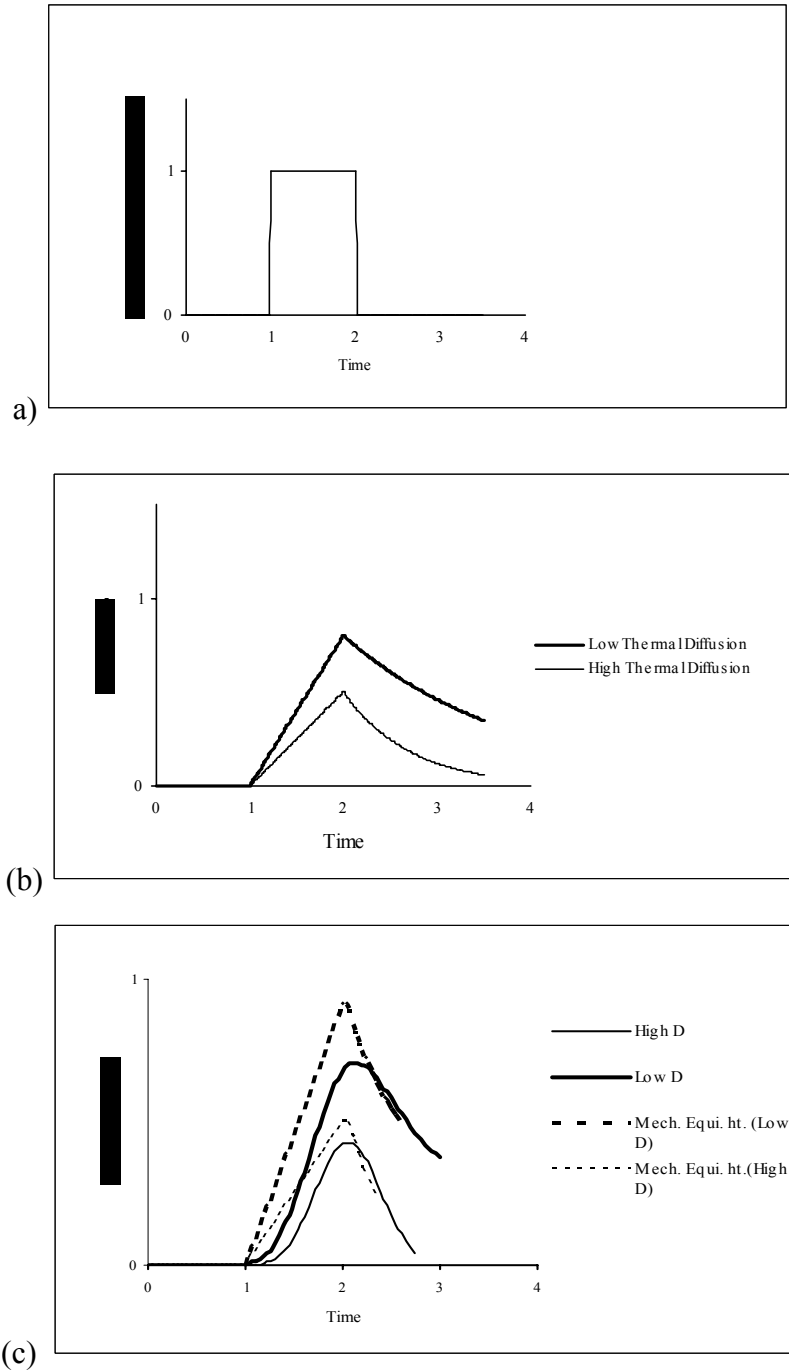 1
0
0 1 2 3 4
Time
a)
1
0
0 1 2 3 4
Time
Low Thermal Diffusion
High Thermal Diffusion
(b)
1
0
0 1 2 3 4
Time
High D
Low D
Mech. Equi. ht. (Low
D)
Mech. Equi. ht.(High
D)
(c)